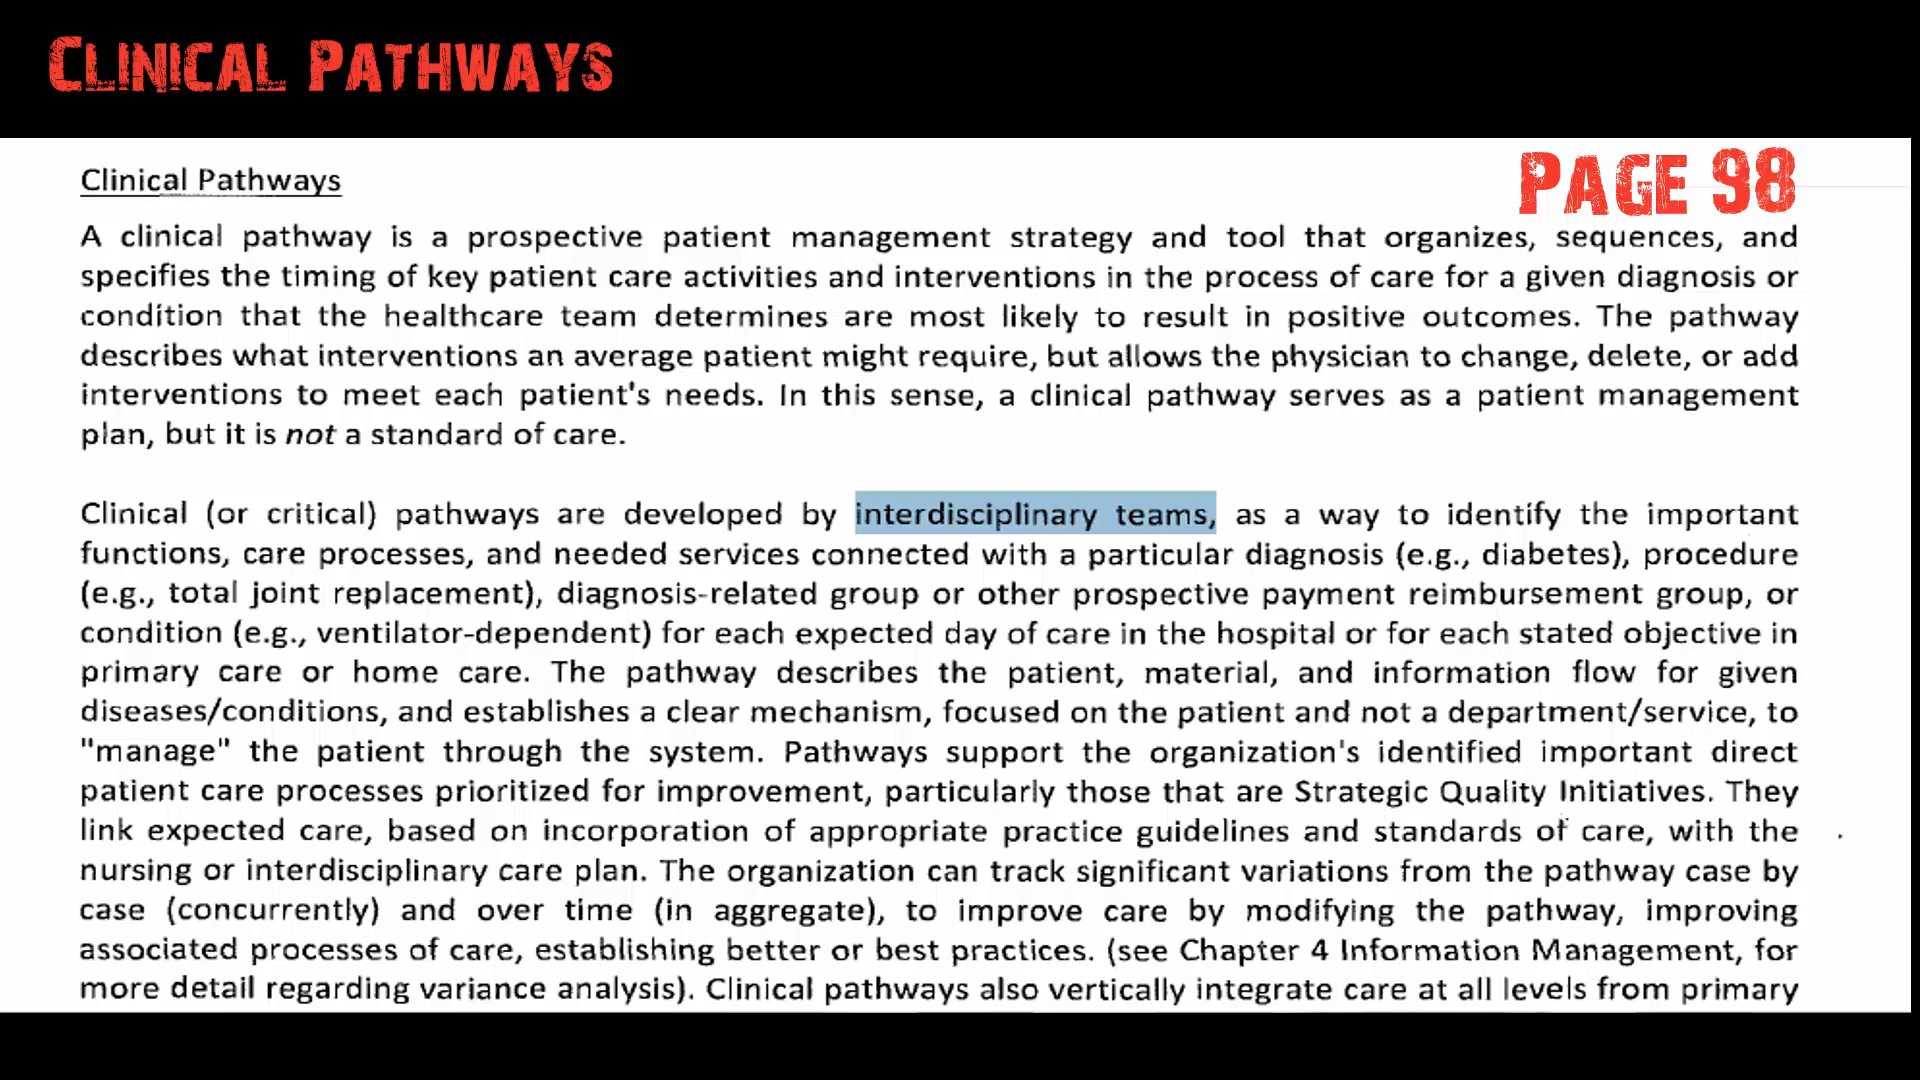 Clinical Pathways
Page 98
Clinical Pathways
A clinical pathway is a prospective patient management strategy and tool that organizes, sequences, and
specifies the timing of key patient care activities and interventions in the process of care for a given diagnosis or
condition that the healthcare team determines are most likely to result in positive outcomes. The pathway
describes what interventions an average patient might require, but allows the physician to change, delete, or add
interventions to meet each patient's needs. In this sense, a clinical pathway serves as a patient management
plan, but it is not a standard of care.
Clinical (or critical) pathways are developed by interdisciplinary teams, as a way to identify the important
functions, care processes, and needed services connected with a particular diagnosis (e.g., diabetes), procedure
(e.g., total joint replacement), diagnosis-related group or other prospective payment reimbursement group, or
condition (e.g., ventilator-dependent) for each expected day of care in the hospital or for each stated objective in
primary care or home care. The pathway describes the patient, material, and information flow for given
diseases/conditions, and establishes a clear mechanism, focused on the patient and not a department/service, to
"manage" the patient through the system. Pathways support the organization's identified important direct
patient care processes prioritized for improvement, particularly those that are Strategic Quality Initiatives. They
link expected care, based on incorporation of appropriate practice guidelines and standards of care, with the
nursing or interdisciplinary care plan. The organization can track significant variations from the pathway case by
case (concurrently) and over time (in aggregate), to improve care by modifying the pathway, improving
associated processes of care, establishing better or best practices. (see Chapter 4 Information Management, for
more detail regarding variance analysis). Clinical pathways also vertically integrate care at all levels from primary